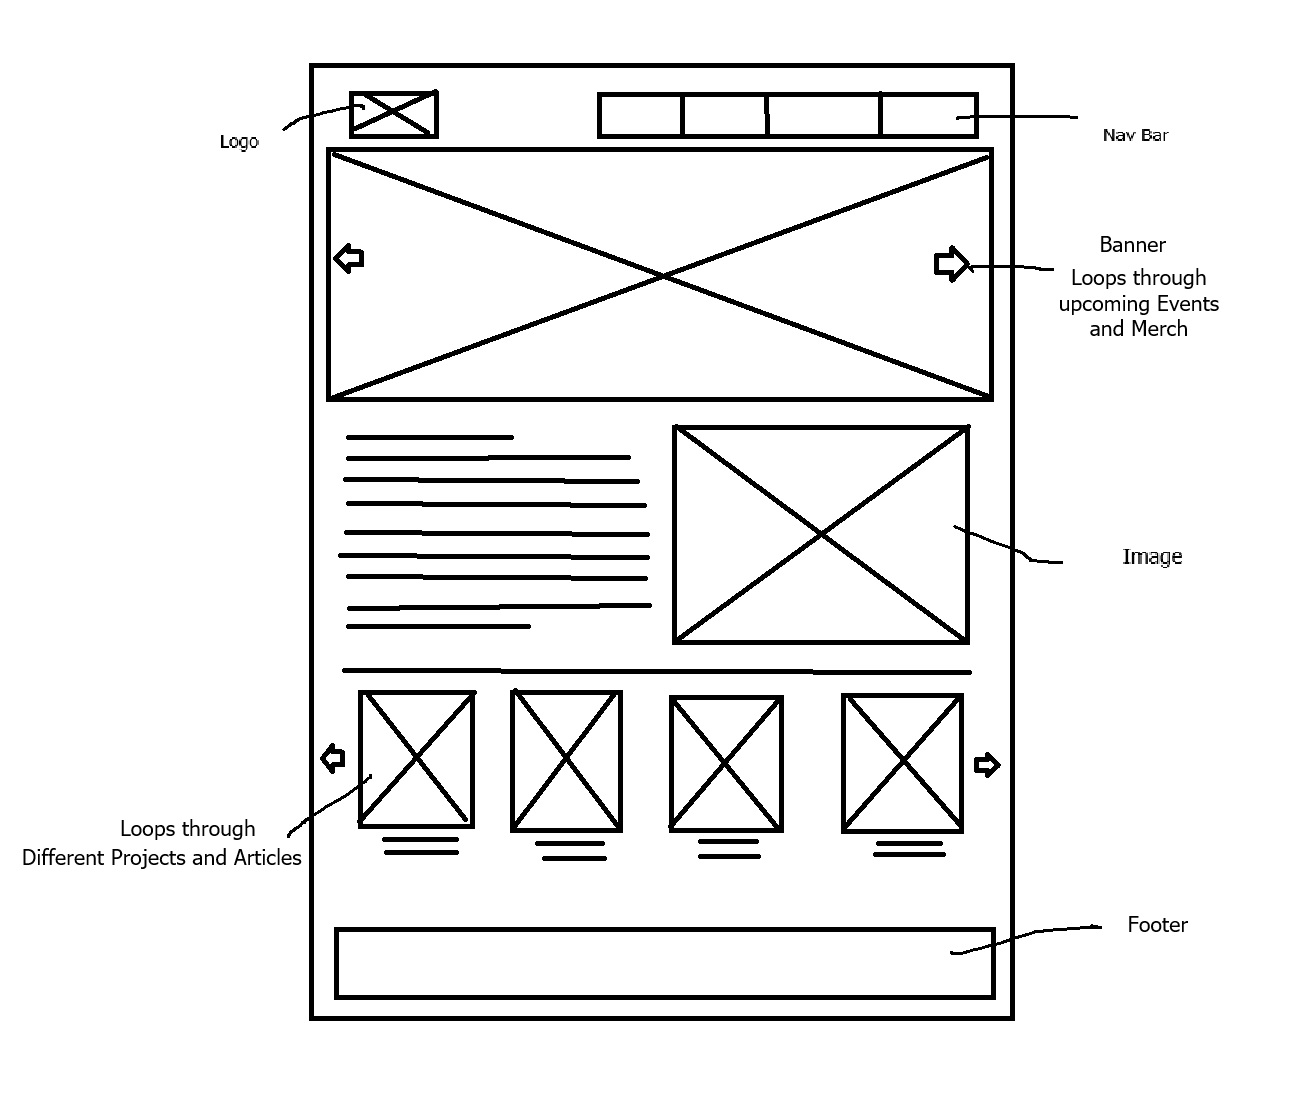 Logo
Nav Bar
Banner
Loops through
upcoming Events
and Merch
Image
Loops through
Different Projects and Articles
Footer